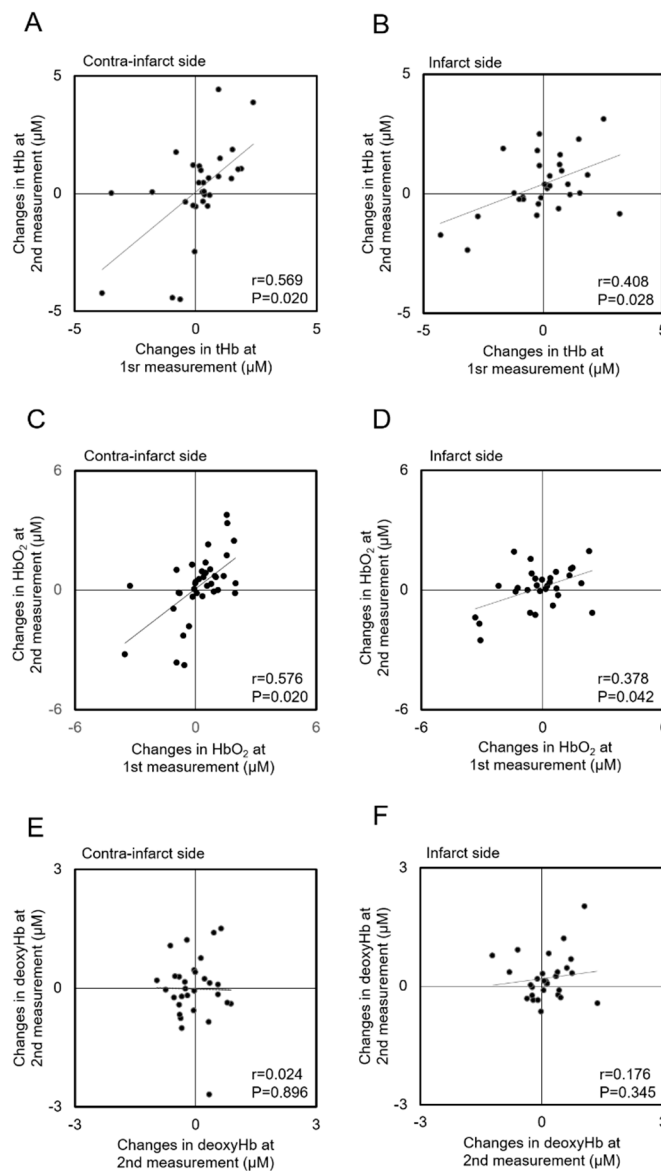 A
Contra-infarct side
Changes in tHb at
2nd measurement (µM)
5
0
-5
r=0.569
P=0.020
-5
0
5
Changes in tHb at
1sr measurement (µM)
B
Infarct side
Changes in tHb at
2nd measurement (µM)
5
0
-5
r=0.408
P=0.028
-5
0
5
Changes in tHb at
1sr measurement (µM)
C
Contra-infarct side
Changes in HbO₂ at
2nd measurement (µM)
6
0
-6
r=0.576
P=0.020
-6
0
6
Changes in HbO₂ at
1st measurement (µM)
D
Infarct side
Changes in HbO₂ at
2nd measurement (µM)
6
0
-6
r=0.378
P=0.042
-6
0
6
Changes in HbO₂ at
1st measurement (µM)
E
Contra-infarct side
Changes in deoxyHb at
2nd measurement (µM)
3
0
-3
r=0.024
P=0.896
-3
0
3
Changes in deoxyHb at
2nd measurement (µM)
F
Infarct side
Changes in deoxyHb at
2nd measurement (µM)
3
0
-3
r=0.176
P=0.345
-3
0
3
Changes in deoxyHb at
2nd measurement (µM)